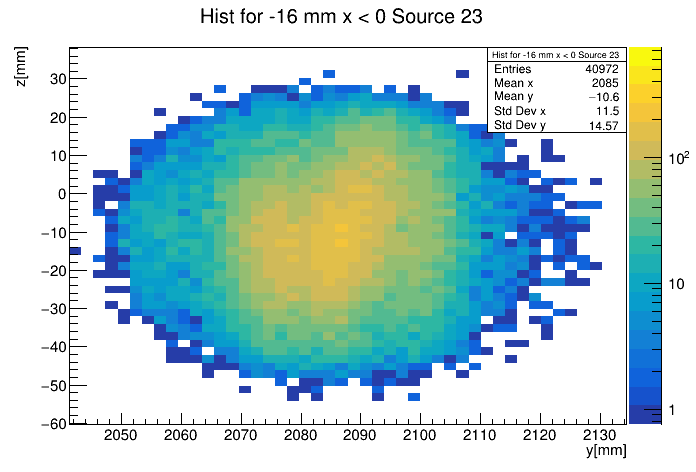 Hist for -16 mm x < 0 Source 23
z[mm]
Hist for -16 mm x < 0 Source 23
Entries 40972
Mean x 2085
Mean y −10.6
Std Dev x 11.5
Std Dev y 14.57
30
20
10
0
−10
−20
−30
−40
−50
−60
10²
10
1
2050 2060 2070 2080 2090 2100 2110 2120 2130
y[mm]